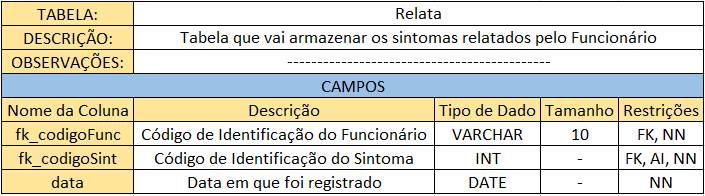 TABELA: Relata
DESCRIÇÃO: Tabela que vai armazenar os sintomas relatados pelo Funcionário
OBSERVAÇÕES: --------------------------------------------
CAMPOS
Nome da Coluna Descrição Tipo de Dado Tamanho Restrições
fk_codigoFunc Código de Identificação do Funcionário VARCHAR 10 FK, NN
fk_codigoSint Código de Identificação do Sintoma INT - FK, AI, NN
data Data em que foi registrado DATE - NN